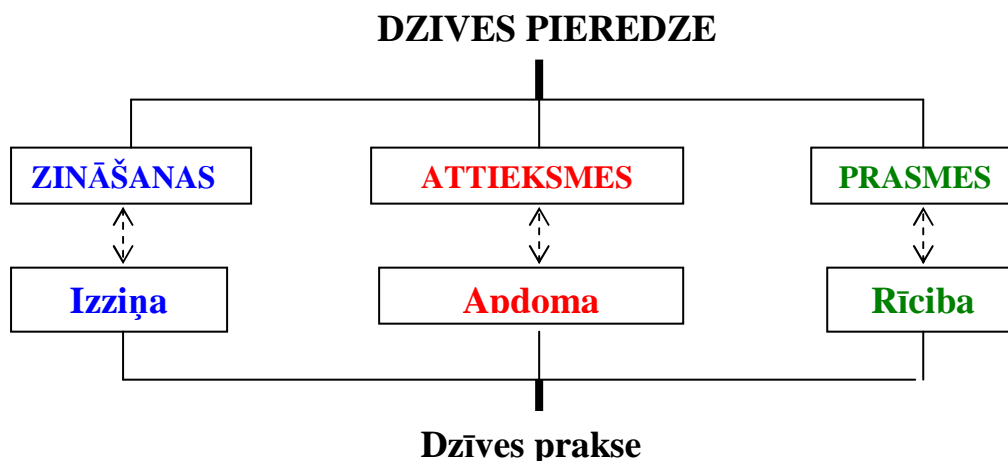 DZIVES PIEREDZE
ZINĀŠANAS ATTIEKSMES PRASMES
Izziņa Apdoma Rīciba
Dzīves prakse